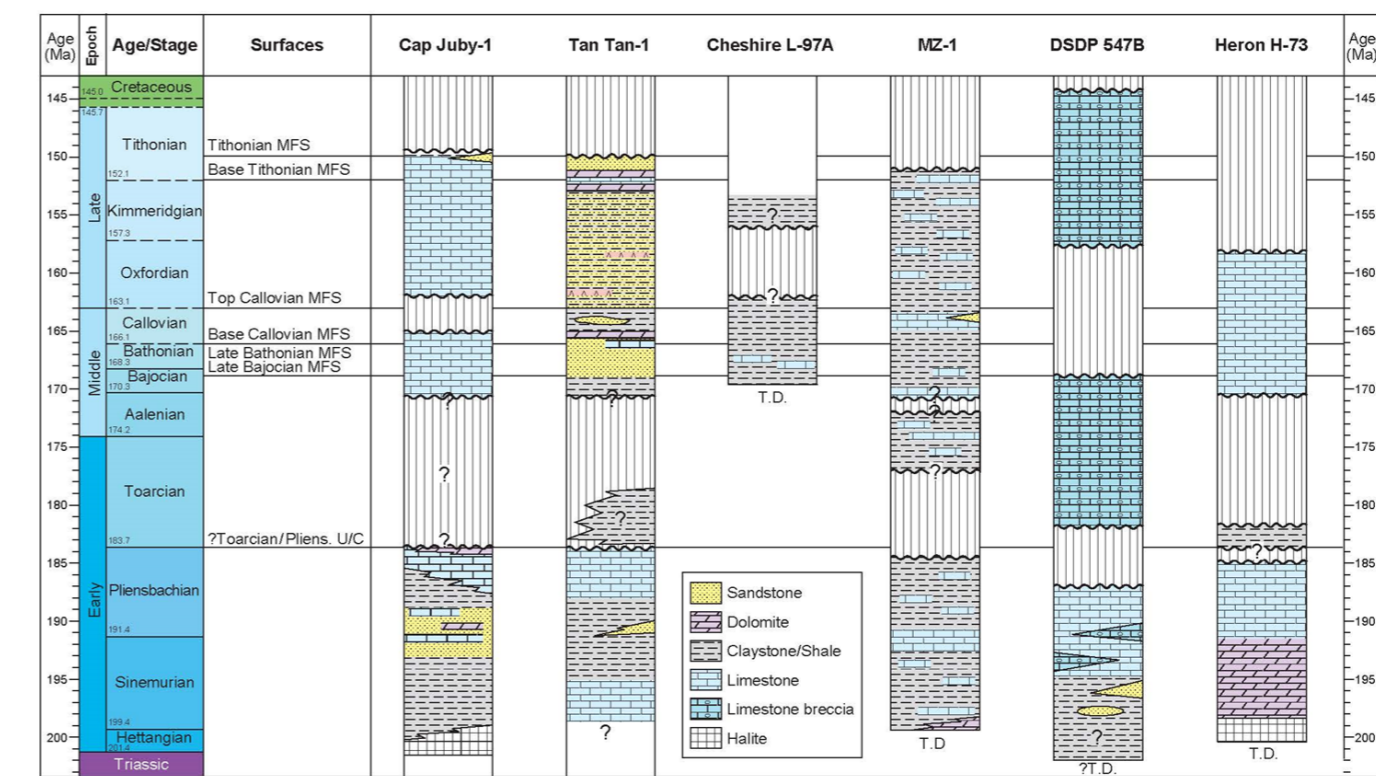 Age (Ma)
Epoch
Age/Stage
Surfaces
Cap Juby-1
Tan Tan-1
Cheshire L-97A
MZ-1
DSDP 547B
Heron H-73
Age (Ma)
145
150
155
160
165
170
175
180
185
190
195
200
Late
Middle
Early
145.0
Cretaceous
145.7
Tithonian
152.1
Kimmeridgian
157.3
Oxfordian
163.1
Callovian
166.1
Bathonian
168.3
Bajocian
170.3
Aalenian
174.2
Toarcian
183.7
Pliensbachian
191.4
Sinemurian
199.4
Hettangian
201.4
Triassic
Tithonian MFS
Base Tithonian MFS
Top Callovian MFS
Base Callovian MFS
Late Bathonian MFS
Late Bajocian MFS
?Toarcian/Pliens. U/C
?
?
?
?
?
?
?
?
T.D.
?
?
?
T.D
?
?T.D.
?
T.D.
Sandstone
Dolomite
Claystone/Shale
Limestone
Limestone breccia
Halite
145
150
155
160
165
170
175
180
185
190
195
200